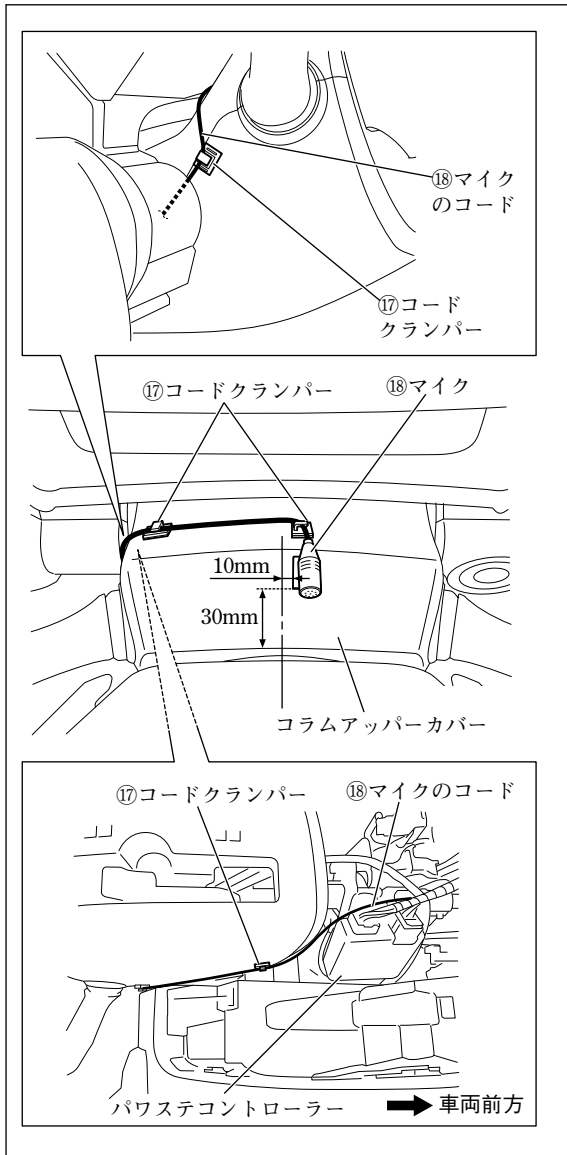 ⑱マイク
のコード
⑰コード
クランパー
⑰コードクランパー
⑱マイク
10mm
30mm
コラムアッパーカバー
⑰コードクランパー
⑱マイクのコード
パワステコントローラー
車両前方